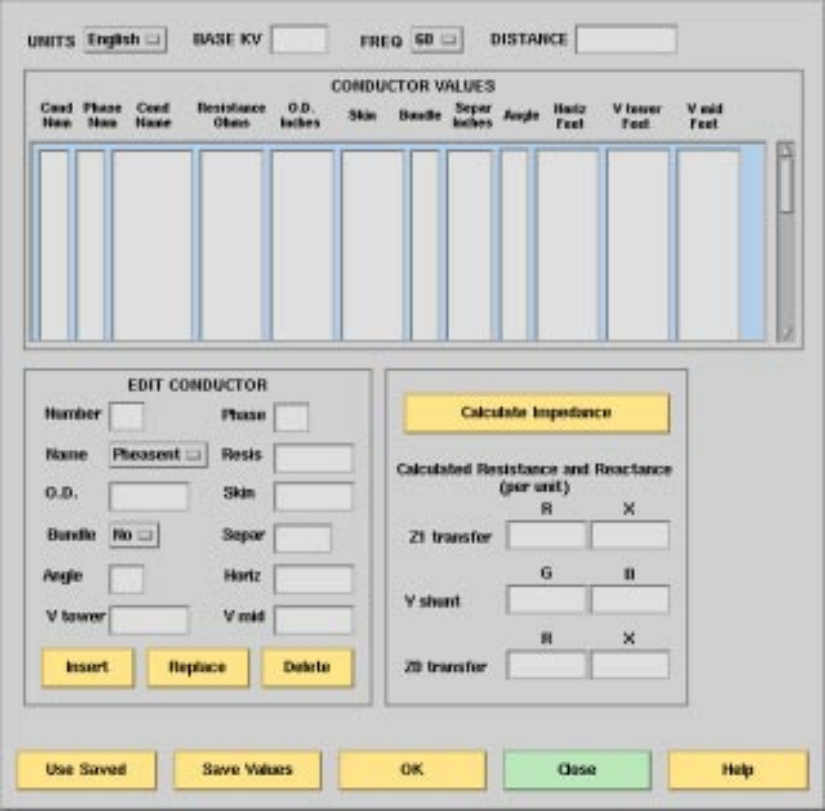 UNITS English BASE KV FREQ 60 DISTANCE
CONDUCTOR VALUES
Cond Phase Cond Resistance O.D. Skin Bundle Separ Angle Horiz V tower V mid
Num Num Name Ohms Inches Inches Feet Feet Feet
EDIT CONDUCTOR
Number Phase
Name Pheasent Resis
O.D. Skin
Bundle No Separ
Angle Horiz
V tower V mid
Insert Replace Delete
Calculate Impedance
Calculated Resistance and Reactance
(per unit)
R X
Z1 transfer
G B
Y shunt
R X
Z0 transfer
Use Saved Save Values OK Close Help